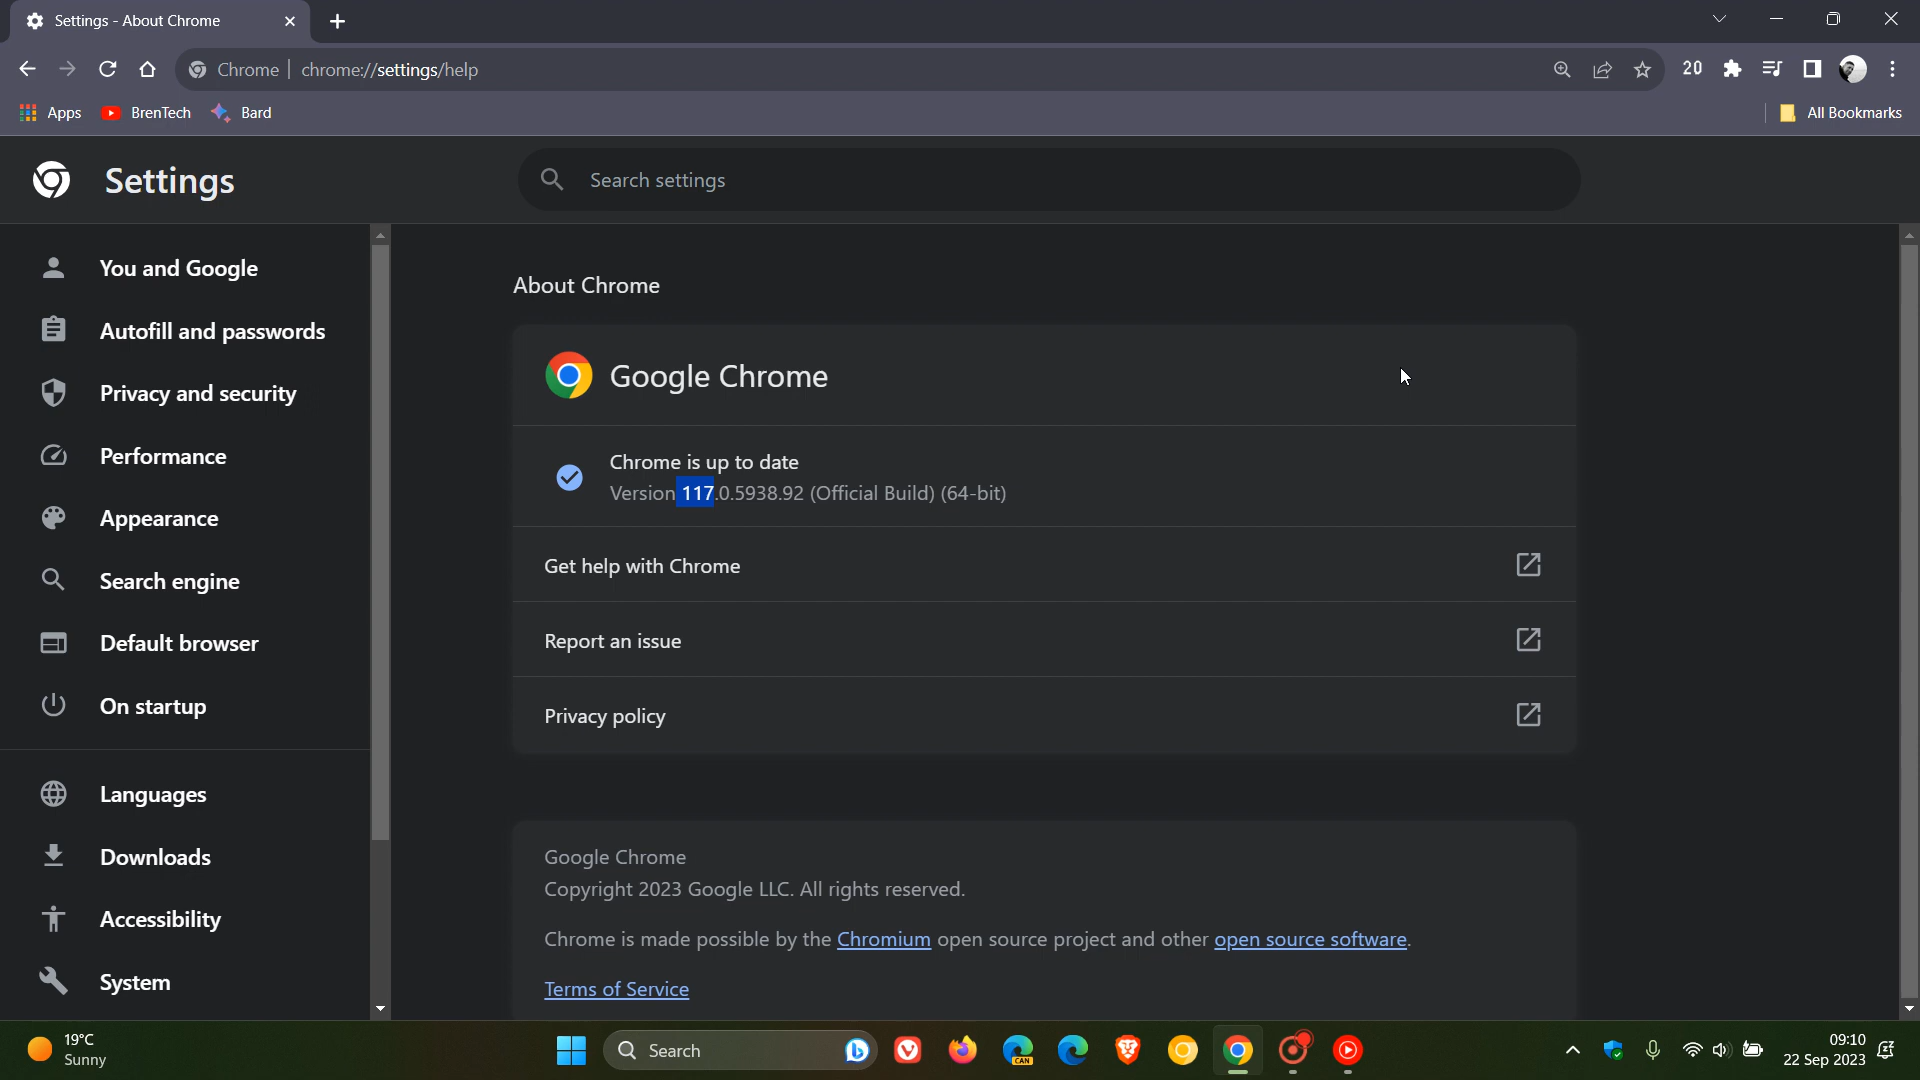 Settings - About Chrome
Chrome | chrome://settings/help
20
Apps
BrenTech
Bard
All Bookmarks
Settings
Search settings
You and Google
Autofill and passwords
Privacy and security
Performance
Appearance
Search engine
Default browser
On startup
Languages
Downloads
Accessibility
System
About Chrome
Google Chrome
Chrome is up to date
Version 117.0.5938.92 (Official Build) (64-bit)
Get help with Chrome
Report an issue
Privacy policy
Google Chrome
Copyright 2023 Google LLC. All rights reserved.
Chrome is made possible by the Chromium open source project and other open source software.
Terms of Service
19°C
Sunny
Search
CAN
09:10
22 Sep 2023